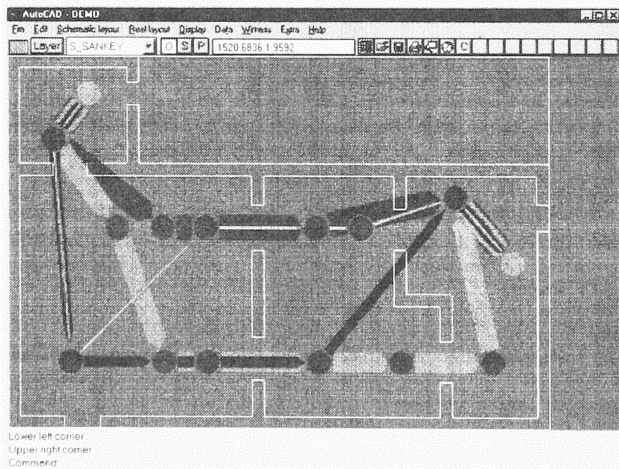 AutoCAD - DEMO
File Edit Schematic layout Real layout Display Data Witness Extra Help
Layer S_SANKEY O S P 1520.6836,1.9592 C
Lower left corner
Upper right corner
Command